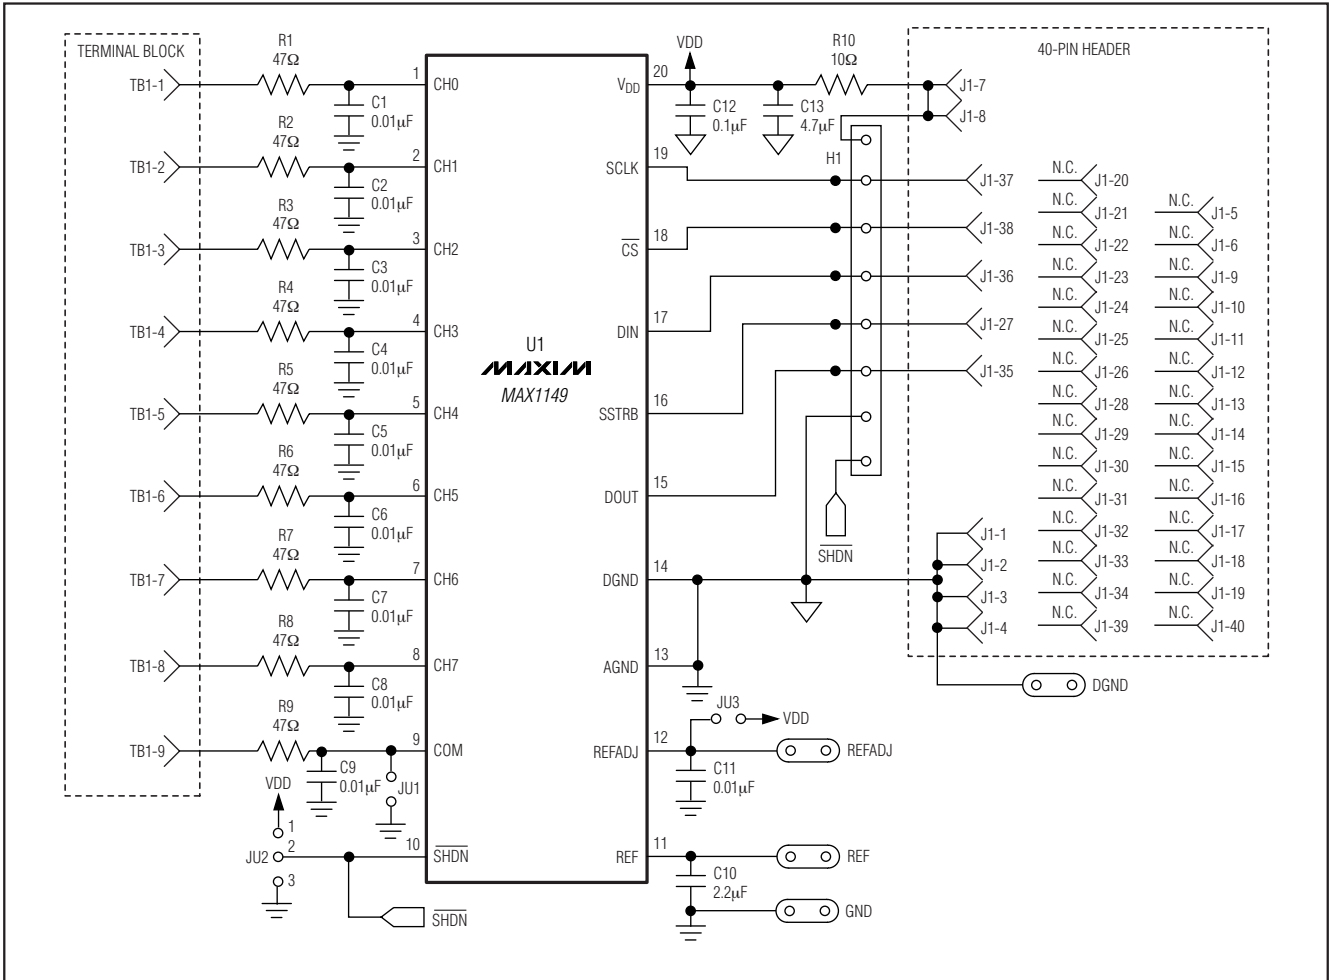 TERMINAL BLOCK
TB1-1
R1
47Ω
C1
0.01µF
TB1-2
R2
47Ω
C2
0.01µF
TB1-3
R3
47Ω
C3
0.01µF
TB1-4
R4
47Ω
C4
0.01µF
TB1-5
R5
47Ω
C5
0.01µF
TB1-6
R6
47Ω
C6
0.01µF
TB1-7
R7
47Ω
C7
0.01µF
TB1-8
R8
47Ω
C8
0.01µF
TB1-9
R9
47Ω
C9
0.01µF
JU1
VDD
1
2
3
JU2
SHDN
1
CH0
2
CH1
3
CH2
4
CH3
5
CH4
6
CH5
7
CH6
8
CH7
9
COM
10
SHDN
U1
MAXIM
MAX1149
VDD
20
VDD
19
SCLK
18
CS
17
DIN
16
SSTRB
15
DOUT
14
DGND
13
AGND
12
REFADJ
11
REF
VDD
C12
0.1µF
C13
4.7µF
R10
10Ω
H1
SHDN
JU3
VDD
C11
0.01µF
REFADJ
C10
2.2µF
REF
GND
DGND
40-PIN HEADER
J1-7
J1-8
J1-37
J1-38
J1-36
J1-27
J1-35
J1-1
J1-2
J1-3
J1-4
N.C. J1-20
N.C. J1-21
N.C. J1-22
N.C. J1-23
N.C. J1-24
N.C. J1-25
N.C. J1-26
N.C. J1-28
N.C. J1-29
N.C. J1-30
N.C. J1-31
N.C. J1-32
N.C. J1-33
N.C. J1-34
N.C. J1-39
N.C. J1-5
N.C. J1-6
N.C. J1-9
N.C. J1-10
N.C. J1-11
N.C. J1-12
N.C. J1-13
N.C. J1-14
N.C. J1-15
N.C. J1-16
N.C. J1-17
N.C. J1-18
N.C. J1-19
N.C. J1-40